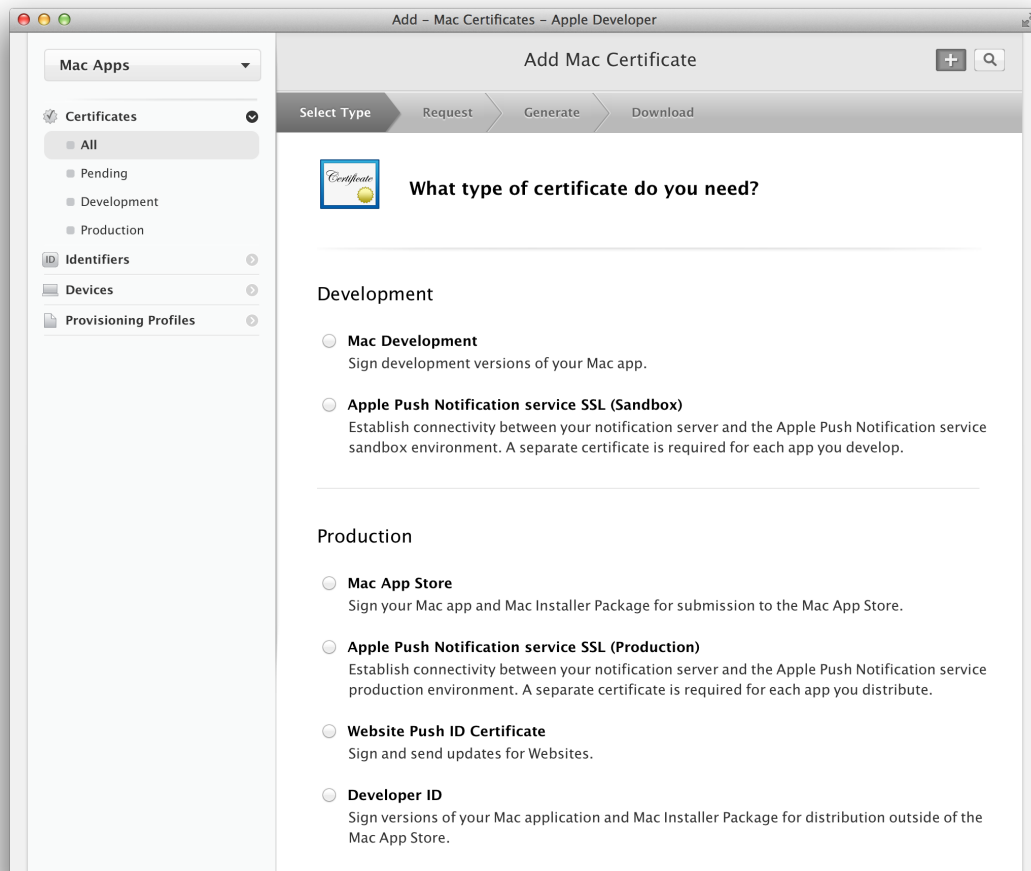 Add – Mac Certificates – Apple Developer
Mac Apps
Certificates
All
Pending
Development
Production
ID Identifiers
Devices
Provisioning Profiles
Add Mac Certificate
Select Type
Request
Generate
Download
Certificate
What type of certificate do you need?
Development
Mac Development
Sign development versions of your Mac app.
Apple Push Notification service SSL (Sandbox)
Establish connectivity between your notification server and the Apple Push Notification service
sandbox environment. A separate certificate is required for each app you develop.
Production
Mac App Store
Sign your Mac app and Mac Installer Package for submission to the Mac App Store.
Apple Push Notification service SSL (Production)
Establish connectivity between your notification server and the Apple Push Notification service
production environment. A separate certificate is required for each app you distribute.
Website Push ID Certificate
Sign and send updates for Websites.
Developer ID
Sign versions of your Mac application and Mac Installer Package for distribution outside of the
Mac App Store.